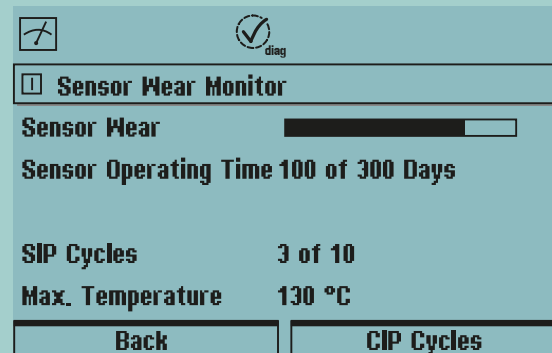 diag
I Sensor Wear Monitor
Sensor Wear
Sensor Operating Time 100 of 300 Days
SIP Cycles 3 of 10
Max. Temperature 130 °C
Back CIP Cycles